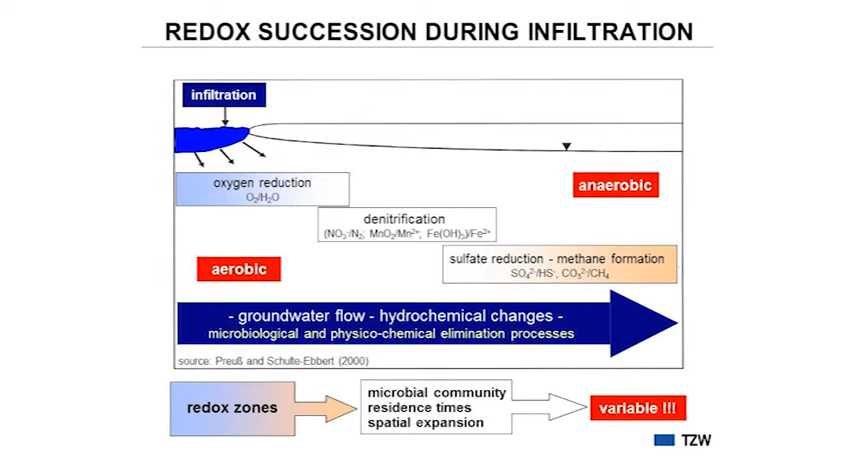 REDOX SUCCESSION DURING INFILTRATION
infiltration
oxygen reduction
O₂/H₂O
anaerobic
denitrification
(NO₃⁻/N₂; MnO₂/Mn²⁺; Fe(OH)₃)/Fe²⁺
aerobic
sulfate reduction - methane formation
SO₄²⁻/HS⁻, CO₃²⁻/CH₄
- groundwater flow - hydrochemical changes -
microbiological and physico-chemical elimination processes
source: Preuß and Schulte-Ebbert (2000)
redox zones
microbial community
residence times
spatial expansion
variable !!!
TZW